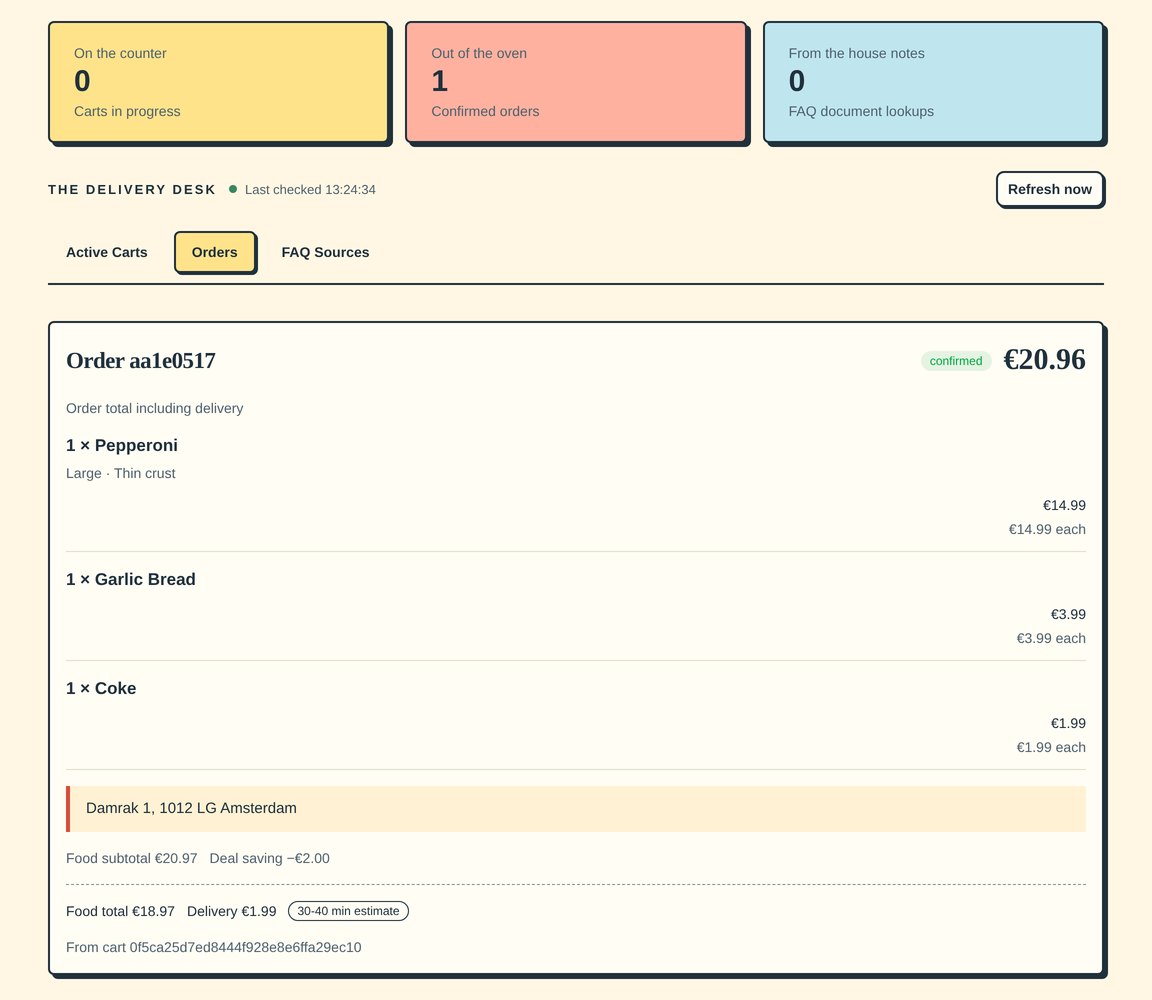 On the counter
0
Carts in progress
Out of the oven
1
Confirmed orders
From the house notes
0
FAQ document lookups
THE DELIVERY DESK Last checked 13:24:34
Refresh now
Active Carts Orders FAQ Sources
Order aa1e0517
confirmed €20.96
Order total including delivery
1 × Pepperoni
Large · Thin crust
€14.99
€14.99 each
1 × Garlic Bread
€3.99
€3.99 each
1 × Coke
€1.99
€1.99 each
Damrak 1, 1012 LG Amsterdam
Food subtotal €20.97 Deal saving −€2.00
Food total €18.97 Delivery €1.99 30-40 min estimate
From cart 0f5ca25d7ed8444f928e8e6ffa29ec10